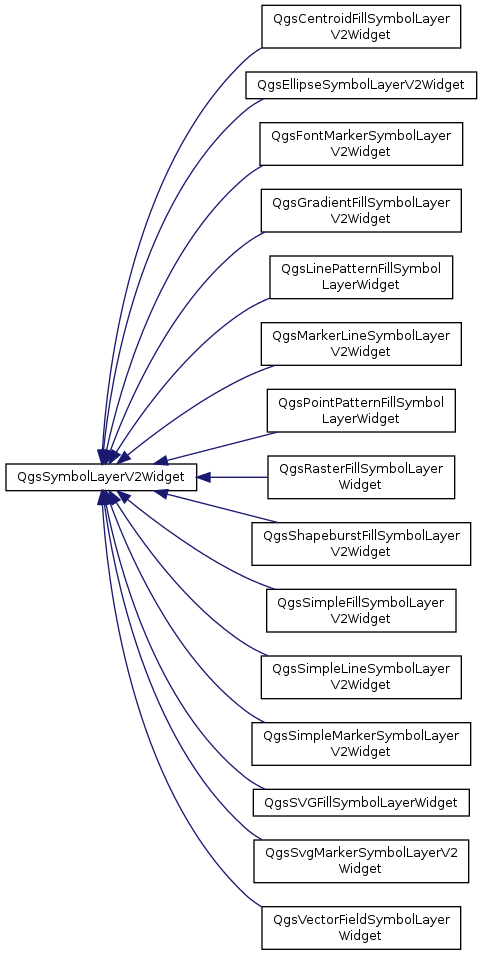 QgsCentroidFillSymbolLayer
V2Widget
QgsEllipseSymbolLayerV2Widget
QgsFontMarkerSymbolLayer
V2Widget
QgsGradientFillSymbolLayer
V2Widget
QgsLinePatternFillSymbol
LayerWidget
QgsMarkerLineSymbolLayer
V2Widget
QgsPointPatternFillSymbol
LayerWidget
QgsSymbolLayerV2Widget
QgsRasterFillSymbolLayer
Widget
QgsShapeburstFillSymbolLayer
V2Widget
QgsSimpleFillSymbolLayer
V2Widget
QgsSimpleLineSymbolLayer
V2Widget
QgsSimpleMarkerSymbolLayer
V2Widget
QgsSVGFillSymbolLayerWidget
QgsSvgMarkerSymbolLayerV2
Widget
QgsVectorFieldSymbolLayer
Widget